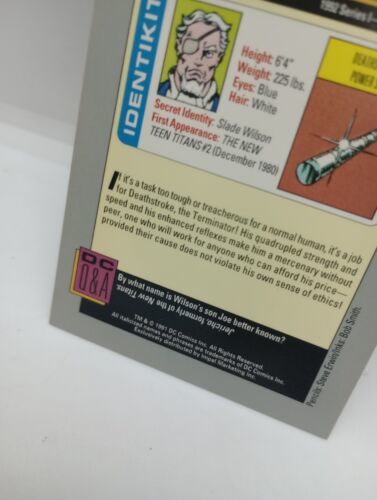 1992 Series I—
IDENTIKIT
Height: 6'4"
Weight: 225 lbs.
Eyes: Blue
Hair: White
Secret Identity: Slade Wilson
First Appearance: THE NEW
TEEN TITANS #2 (December 1980)
POWER
If it's a task too tough or treacherous for a normal human, it's a job
for Deathstroke, the Terminator! His quadrupled strength and
speed and his enhanced reflexes make him a mercenary without
peer, one who will work for anyone who can afford his price—
provided their cause does not violate his own sense of ethics!
DC
Q&A
By what name is Wilson's son Joe better known?
Jericho, formerly of the New Titans.
TM & © 1991 DC Comics Inc. All Rights Reserved.
All italicized names and phrases are trademarks of DC Comics Inc.
Exclusively distributed by Impel Marketing Inc.
Pencils: Steve Erwin/Inks: Bob Smith